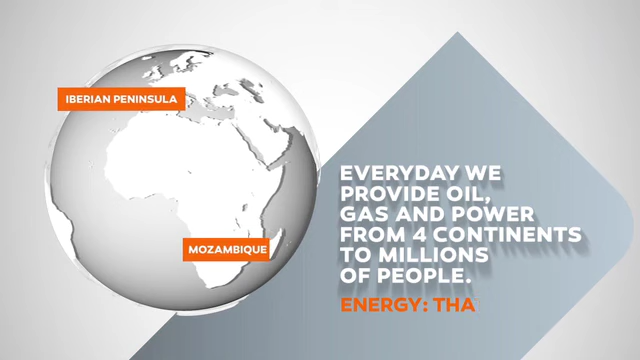 IBERIAN PENINSULA
MOZAMBIQUE
EVERYDAY WE
PROVIDE OIL,
GAS AND POWER
FROM 4 CONTINENTS
TO MILLIONS
OF PEOPLE.
ENERGY: THA